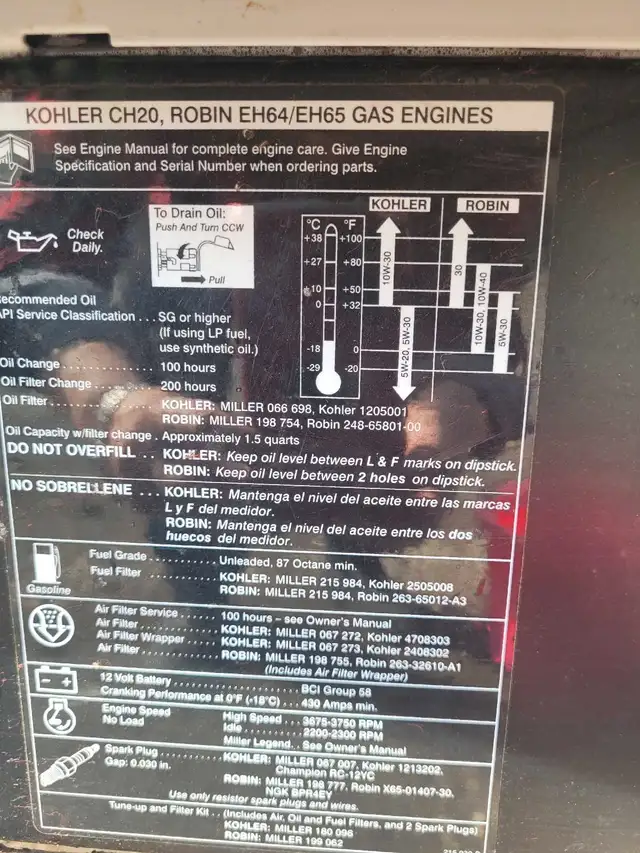 KOHLER CH20, ROBIN EH64/EH65 GAS ENGINES
See Engine Manual for complete engine care. Give Engine
Specification and Serial Number when ordering parts.
Check
Daily.
To Drain Oil:
Push And Turn CCW
Pull
°C °F
+38 +100
+27 +80
+10 +50
0 +32
-18 0
-29 -20
KOHLER ROBIN
10W-30
5W-20, 5W-30
30
10W-30, 10W-40
5W-30
ecommended Oil
API Service Classification . . . SG or higher
(If using LP fuel,
use synthetic oil.)
Oil Change . . . . . . . . . . . . . . . 100 hours
Oil Filter Change . . . . . . . . . . 200 hours
Oil Filter . . . . . . . . . . . . . . . . . KOHLER: MILLER 066 698, Kohler 1205001
ROBIN: MILLER 198 754, Robin 248-65801-00
Oil Capacity w/filter change . Approximately 1.5 quarts
DO NOT OVERFILL . . . KOHLER: Keep oil level between L & F marks on dipstick.
ROBIN: Keep oil level between 2 holes on dipstick.
NO SOBRELLENE . . . KOHLER: Mantenga el nivel del aceite entre las marcas
L y F del medidor.
ROBIN: Mantenga el nivel del aceite entre los dos
huecos del medidor.
Gasoline
Fuel Grade . . . . . . . . . . Unleaded, 87 Octane min.
Fuel Filter . . . . . . . . . . . KOHLER: MILLER 215 984, Kohler 2505008
ROBIN: MILLER 215 984, Robin 263-65012-A3
Air Filter Service . . . . . . 100 hours – see Owner's Manual
Air Filter . . . . . . . . . . . . . KOHLER: MILLER 067 272, Kohler 4708303
Air Filter Wrapper . . . . . KOHLER: MILLER 067 273, Kohler 2408302
Air Filter . . . . . . . . . . . . . ROBIN: MILLER 198 755, Robin 263-32610-A1
(Includes Air Filter Wrapper)
12 Volt Battery . . . . . . . . . . . . . . . . . . . . BCI Group 58
Cranking Performance at 0°F (-18°C) . . . 430 Amps min.
Engine Speed
No Load
High Speed . . . 3675-3750 RPM
Idle . . . . . . . . . . 2200-2300 RPM
Miller Legend . . . See Owner's Manual
Spark Plug . . . . . . . . . . . . . KOHLER: MILLER 067 007, Kohler 1213202,
Gap: 0.030 in.
Champion RC-12YC
ROBIN: MILLER 198 777, Robin X65-01407-30,
NGK BPR4EY
Use only resistor spark plugs and wires.
Tune-up and Filter Kit . . (Includes Air, Oil and Fuel Filters, and 2 Spark Plugs)
KOHLER: MILLER 180 096
ROBIN: MILLER 199 062